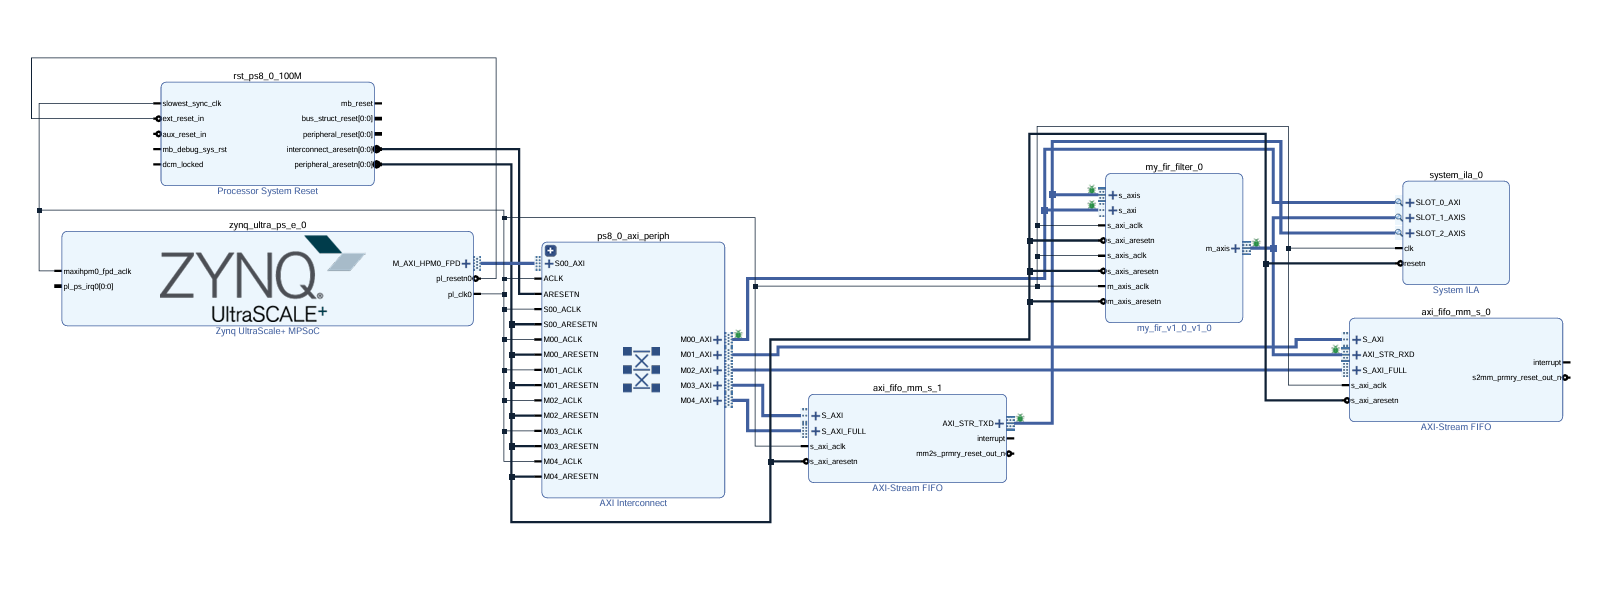 rst_ps8_0_100M
slowest_sync_clk
ext_reset_in
aux_reset_in
mb_debug_sys_rst
dcm_locked
mb_reset
bus_struct_reset[0:0]
peripheral_reset[0:0]
interconnect_aresetn[0:0]
peripheral_aresetn[0:0]
Processor System Reset
zynq_ultra_ps_e_0
maxihpm0_fpd_aclk
pl_ps_irq0[0:0]
ZYNQ®
UltraSCALE+
M_AXI_HPM0_FPD
pl_resetn0
pl_clk0
Zynq UltraScale+ MPSoC
ps8_0_axi_periph
S00_AXI
ACLK
ARESETN
S00_ACLK
S00_ARESETN
M00_ACLK
M00_ARESETN
M01_ACLK
M01_ARESETN
M02_ACLK
M02_ARESETN
M03_ACLK
M03_ARESETN
M04_ACLK
M04_ARESETN
M00_AXI
M01_AXI
M02_AXI
M03_AXI
M04_AXI
AXI Interconnect
axi_fifo_mm_s_1
S_AXI
S_AXI_FULL
s_axi_aclk
s_axi_aresetn
AXI_STR_TXD
interrupt
mm2s_prmry_reset_out_n
AXI-Stream FIFO
my_fir_filter_0
s_axis
s_axi
s_axi_aclk
s_axi_aresetn
s_axis_aclk
s_axis_aresetn
m_axis_aclk
m_axis_aresetn
m_axis
my_fir_v1_0_v1_0
system_ila_0
SLOT_0_AXI
SLOT_1_AXIS
SLOT_2_AXIS
clk
resetn
System ILA
axi_fifo_mm_s_0
S_AXI
AXI_STR_RXD
S_AXI_FULL
s_axi_aclk
s_axi_aresetn
interrupt
s2mm_prmry_reset_out_n
AXI-Stream FIFO